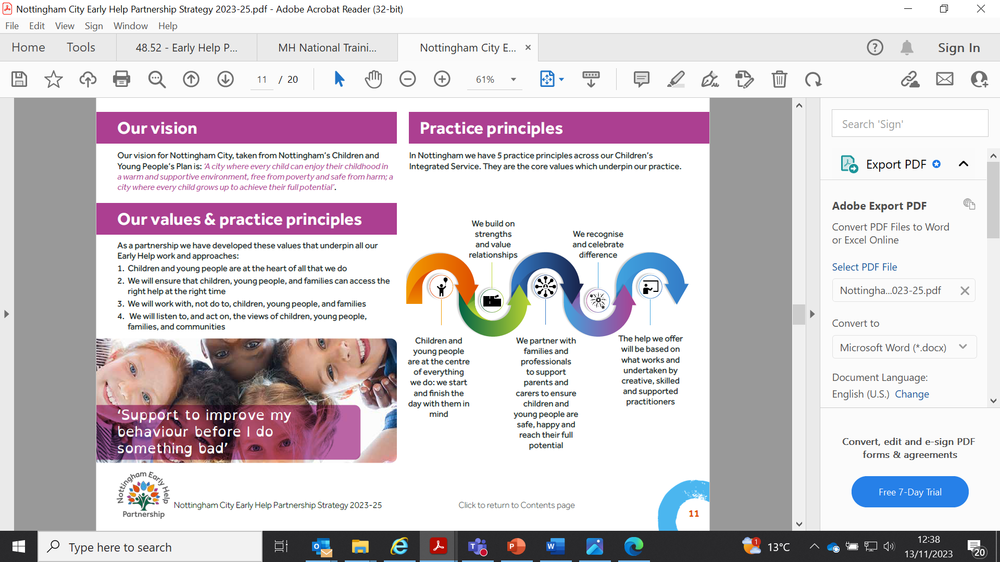 Nottingham City Early Help Partnership Strategy 2023-25.pdf - Adobe Acrobat Reader (32-bit)
File Edit View Sign Window Help
Home Tools 48.52 - Early Help P... MH National Traini... Nottingham City E... × Sign In
11 / 20 61%
Our vision
Our vision for Nottingham City, taken from Nottingham's Children and
Young People's Plan is: 'A city where every child can enjoy their childhood in
a warm and supportive environment, free from poverty and safe from harm; a
city where every child grows up to achieve their full potential'.
Our values & practice principles
As a partnership we have developed these values that underpin all our
Early Help work and approaches:
1. Children and young people are at the heart of all that we do
2. We will ensure that children, young people, and families can access the
right help at the right time
3. We will work with, not do to, children, young people, and families
4. We will listen to, and act on, the views of children, young people,
families, and communities
'Support to improve my
behaviour before I do
something bad'
Practice principles
In Nottingham we have 5 practice principles across our Children's
Integrated Service. They are the core values which underpin our practice.
We build on
strengths
and value
relationships
We recognise
and celebrate
difference
Children and
young people
are at the centre
of everything
we do: we start
and finish the
day with them in
mind
We partner with
families and
professionals
to support
parents and
carers to ensure
children and
young people are
safe, happy and
reach their full
potential
The help we offer
will be based on
what works and
undertaken by
creative, skilled
and supported
practitioners
Nottingham Early Help
Partnership
Nottingham City Early Help Partnership Strategy 2023-25
Click to return to Contents page
11
Search 'Sign'
Export PDF
Adobe Export PDF
Convert PDF Files to Word
or Excel Online
Select PDF File
Nottingha...023-25.pdf
Convert to
Microsoft Word (*.docx)
Document Language:
English (U.S.) Change
Convert, edit and e-sign PDF
forms & agreements
Free 7-Day Trial
Type here to search
1
13°C
12:38
13/11/2023
20